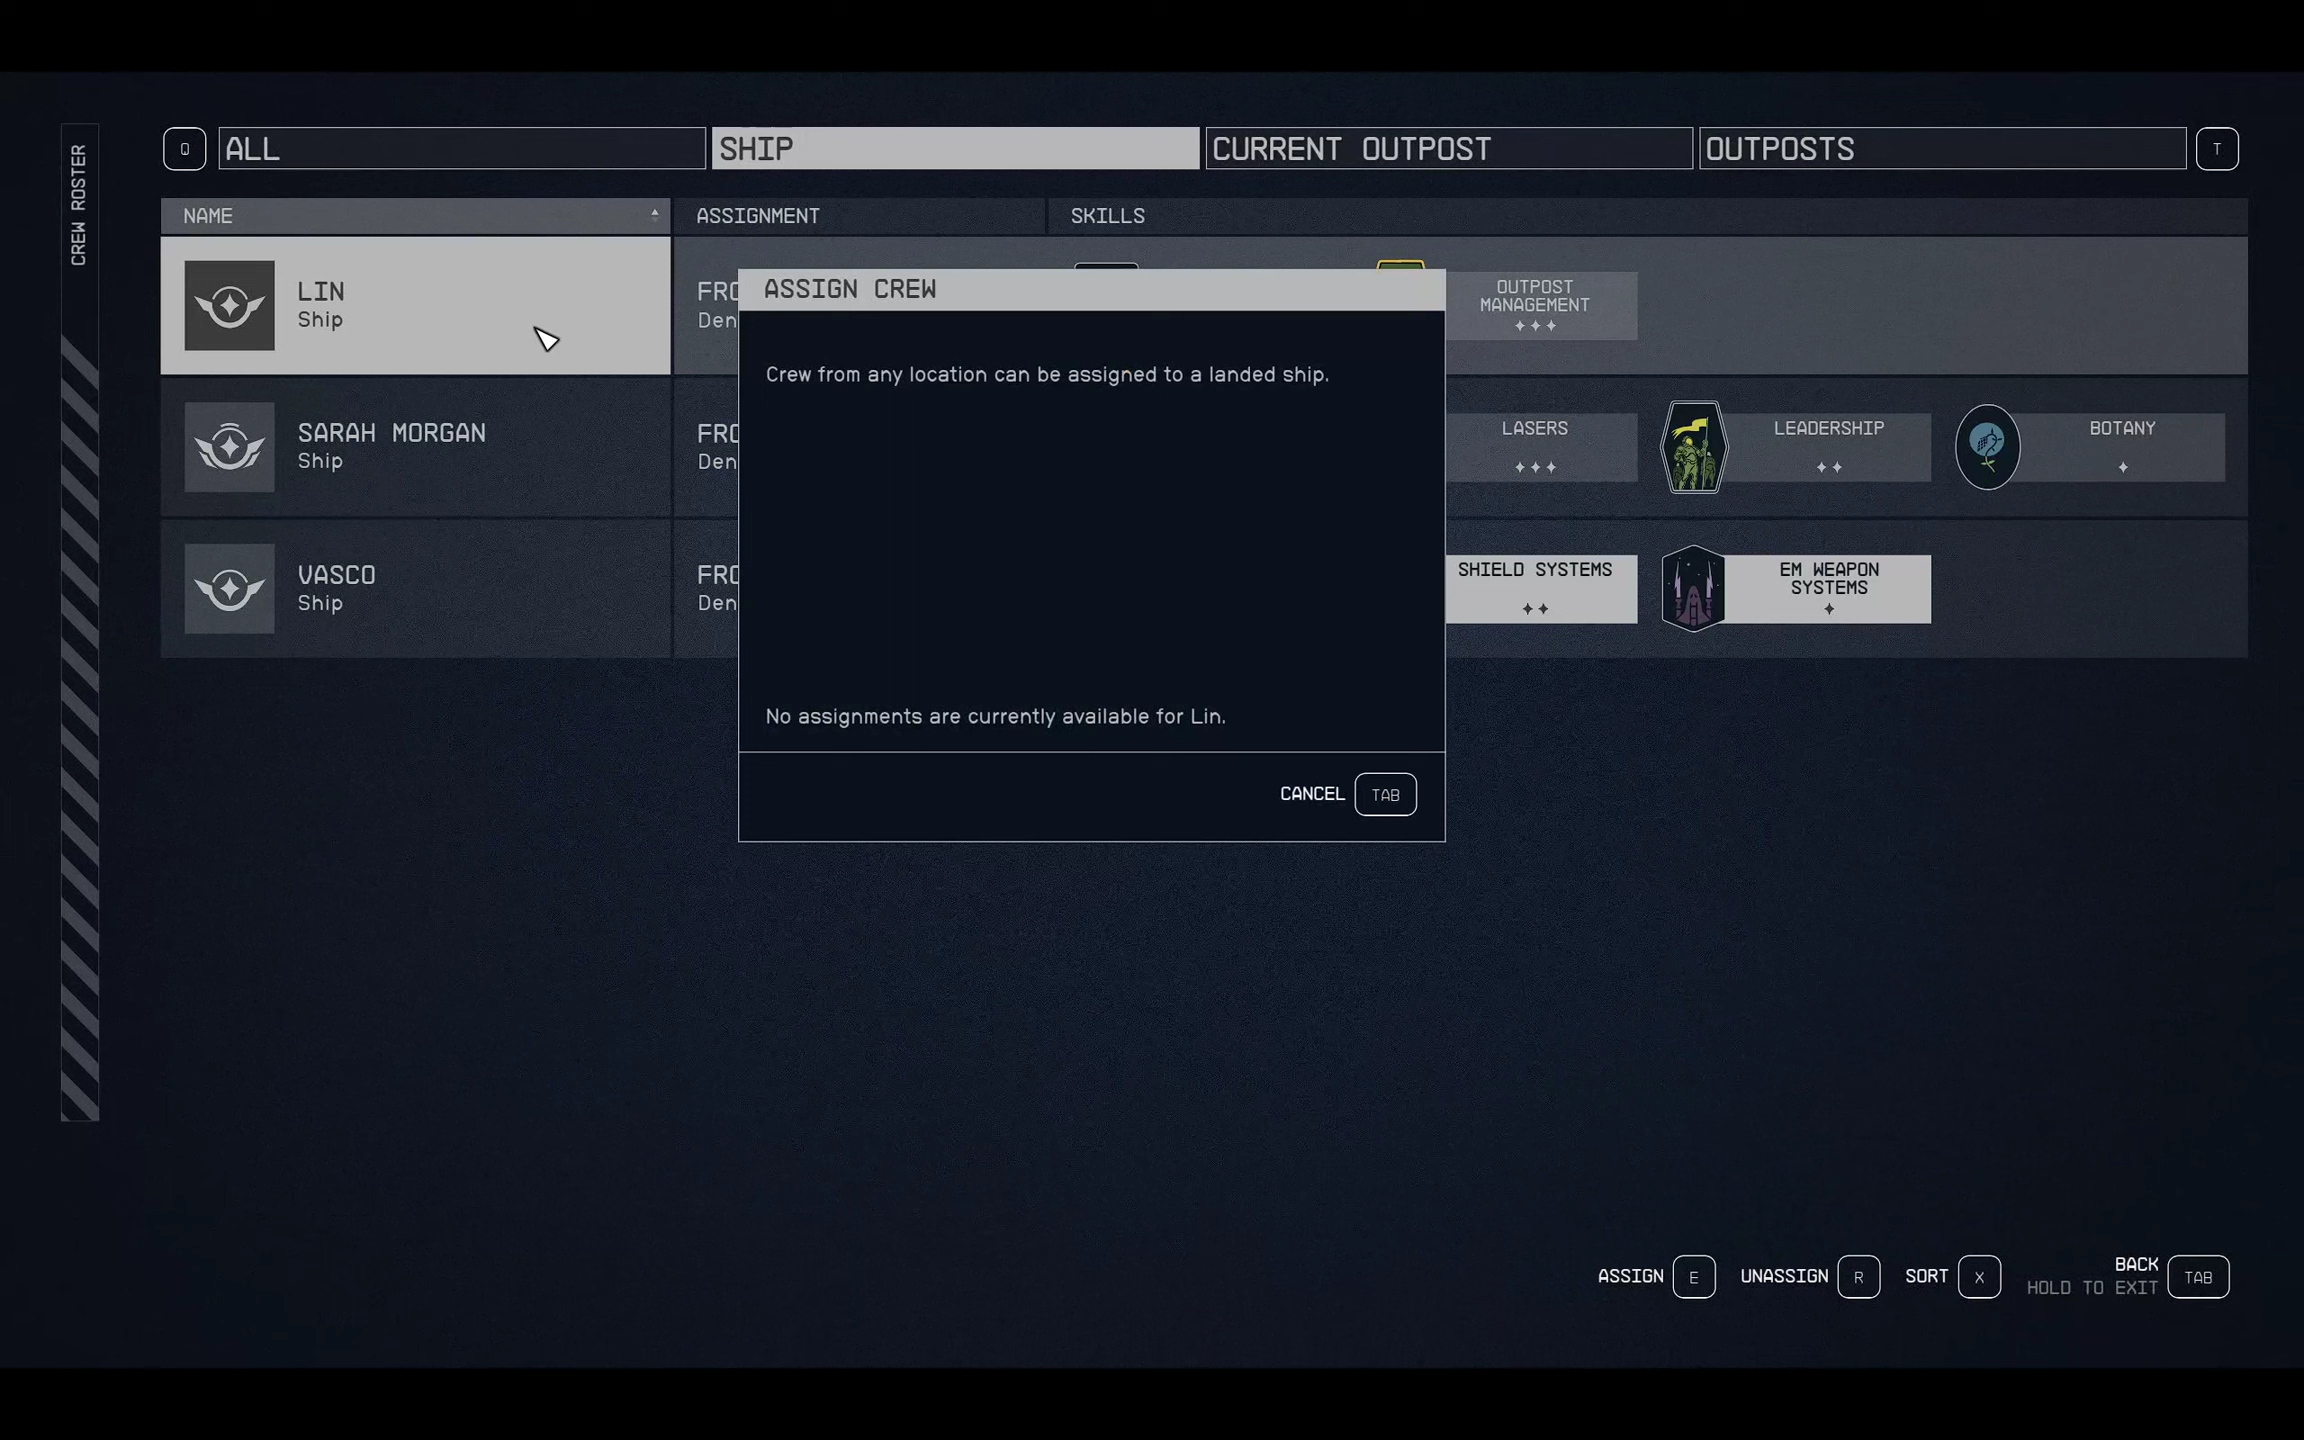 CREW ROSTER
Q
ALL
SHIP
CURRENT OUTPOST
OUTPOSTS
T
NAME
ASSIGNMENT
SKILLS
LIN
Ship
OUTPOST
MANAGEMENT
SARAH MORGAN
Ship
LASERS
LEADERSHIP
BOTANY
VASCO
Ship
SHIELD SYSTEMS
EM WEAPON
SYSTEMS
FRO
Den
FRO
Den
FRO
Den
ASSIGN CREW
Crew from any location can be assigned to a landed ship.
No assignments are currently available for Lin.
CANCEL TAB
ASSIGN E
UNASSIGN R
SORT X
BACK
HOLD TO EXIT
TAB